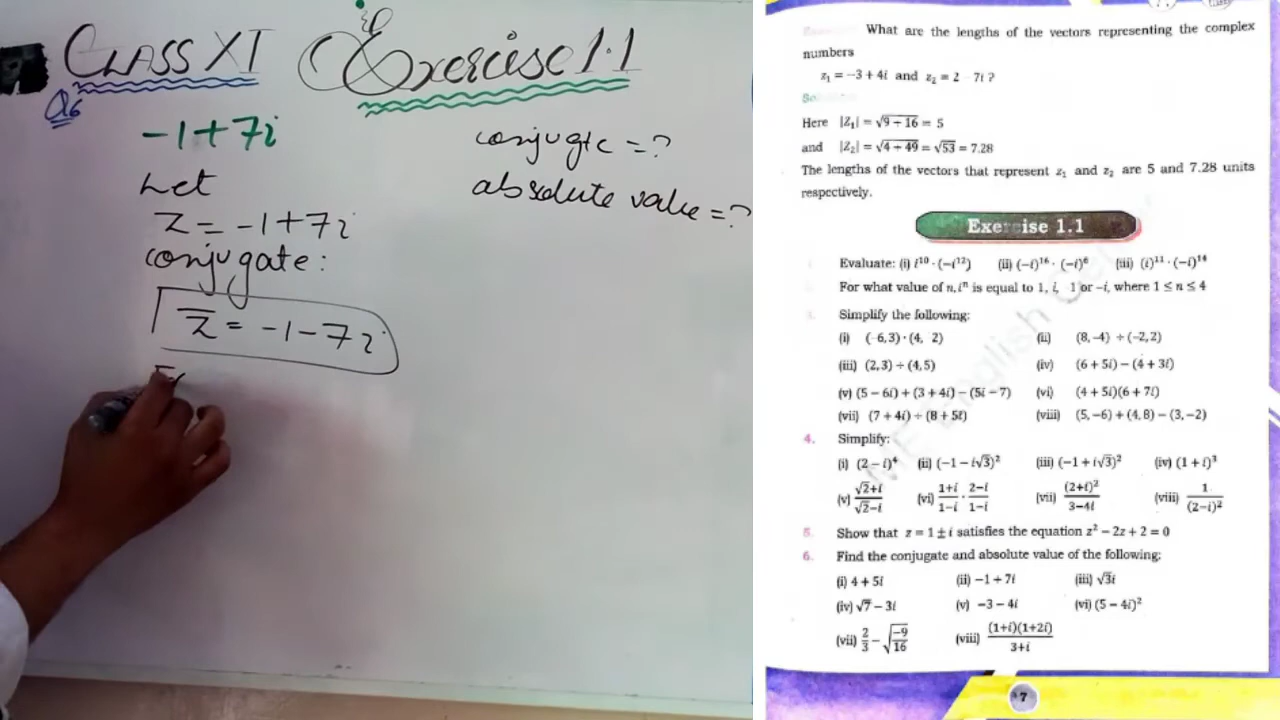 CLASS XI Exercise 1.1
Q6
-1+7i
conjugte =?
absolute value =?
Let
z = -1+7i
conjugate:
z̅ = -1-7i
What are the lengths of the vectors representing the complex
numbers
z₁ = -3 + 4i and z₂ = 2 - 7i ?
Here |Z₁| = √9 + 16 = 5
and |Z₂| = √4 + 49 = √53 = 7.28
The lengths of the vectors that represent z₁ and z₂ are 5 and 7.28 units
respectively.
Exercise 1.1
Evaluate: (i) i¹⁰ · (-i¹²) (ii) (-i)¹⁶ · (-i)⁶ (iii) (i)¹¹ · (-i)¹⁴
For what value of n, iⁿ is equal to 1, i, -1 or -i, where 1 ≤ n ≤ 4
3. Simplify the following:
(i) (-6,3) · (4, 2) (ii) (8,-4) ÷ (-2,2)
(iii) (2,3) ÷ (4,5) (iv) (6 + 5i) - (4 + 3i)
(v) (5 - 6i) + (3 + 4i) - (5i - 7) (vi) (4 + 5i)(6 + 7i)
(vii) (7 + 4i) ÷ (8 + 5i) (viii) (5,-6) + (4,8) - (3,-2)
4. Simplify:
(i) (2 - i)⁴ (ii) (-1 - i√3)² (iii) (-1 + i√3)² (iv) (1 + i)³
(v) √2+i / √2-i (vi) 1+i / 1-i · 2-i / 1-i (vii) (2+i)² / 3-4i (viii) 1 / (2-i)²
5. Show that z = 1 ± i satisfies the equation z² - 2z + 2 = 0
6. Find the conjugate and absolute value of the following:
(i) 4 + 5i (ii) -1 + 7i (iii) √3i
(iv) √7 - 3i (v) -3 - 4i (vi) (5 - 4i)²
(vii) 2/3 - √-9/16 (viii) (1+i)(1+2i) / 3+i
7